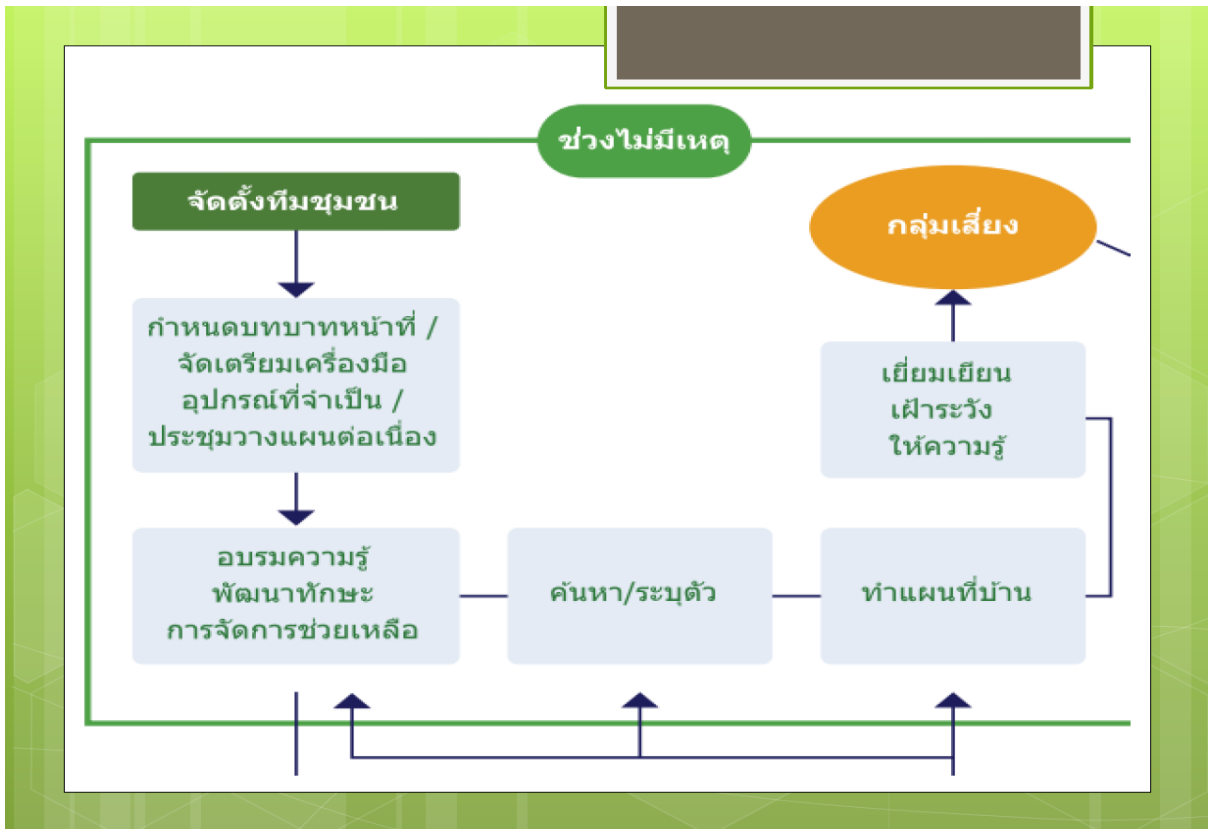 ช่วงไม่มีเหตุ
จัดตั้งทีมชุมชน
กลุ่มเสี่ยง
กำหนดบทบาทหน้าที่ /
จัดเตรียมเครื่องมือ
อุปกรณ์ที่จำเป็น /
ประชุมวางแผนต่อเนื่อง
เยี่ยมเยียน
เฝ้าระวัง
ให้ความรู้
อบรมความรู้
พัฒนาทักษะ
การจัดการช่วยเหลือ
ค้นหา/ระบุตัว
ทำแผนที่บ้าน